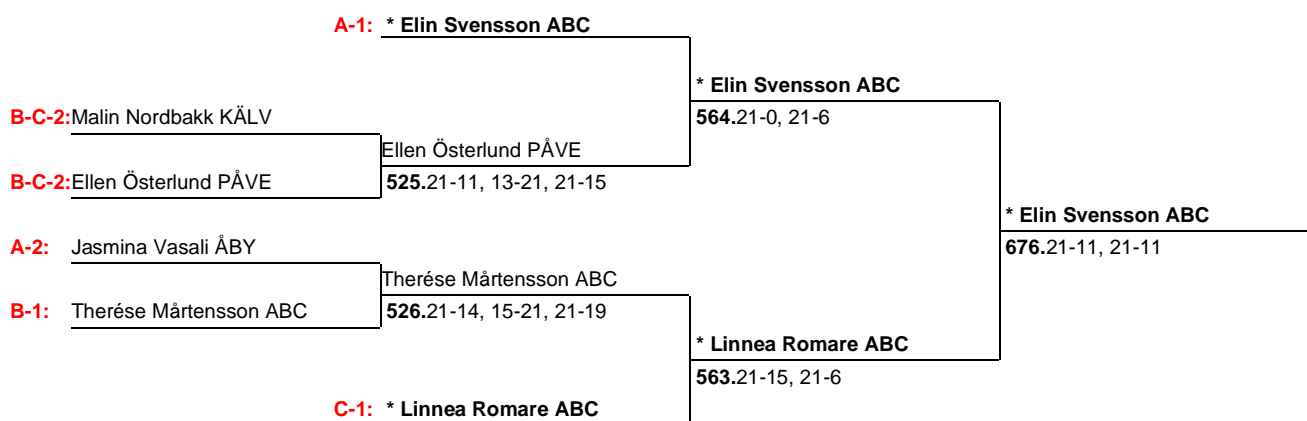 A-1: * Elin Svensson ABC
* Elin Svensson ABC
B-C-2: Malin Nordbakk KÄLV
564.21-0, 21-6
Ellen Österlund PÅVE
B-C-2: Ellen Österlund PÅVE
525.21-11, 13-21, 21-15
* Elin Svensson ABC
A-2: Jasmina Vasali ÅBY
676.21-11, 21-11
Therése Mårtensson ABC
B-1: Therése Mårtensson ABC
526.21-14, 15-21, 21-19
* Linnea Romare ABC
563.21-15, 21-6
C-1: * Linnea Romare ABC